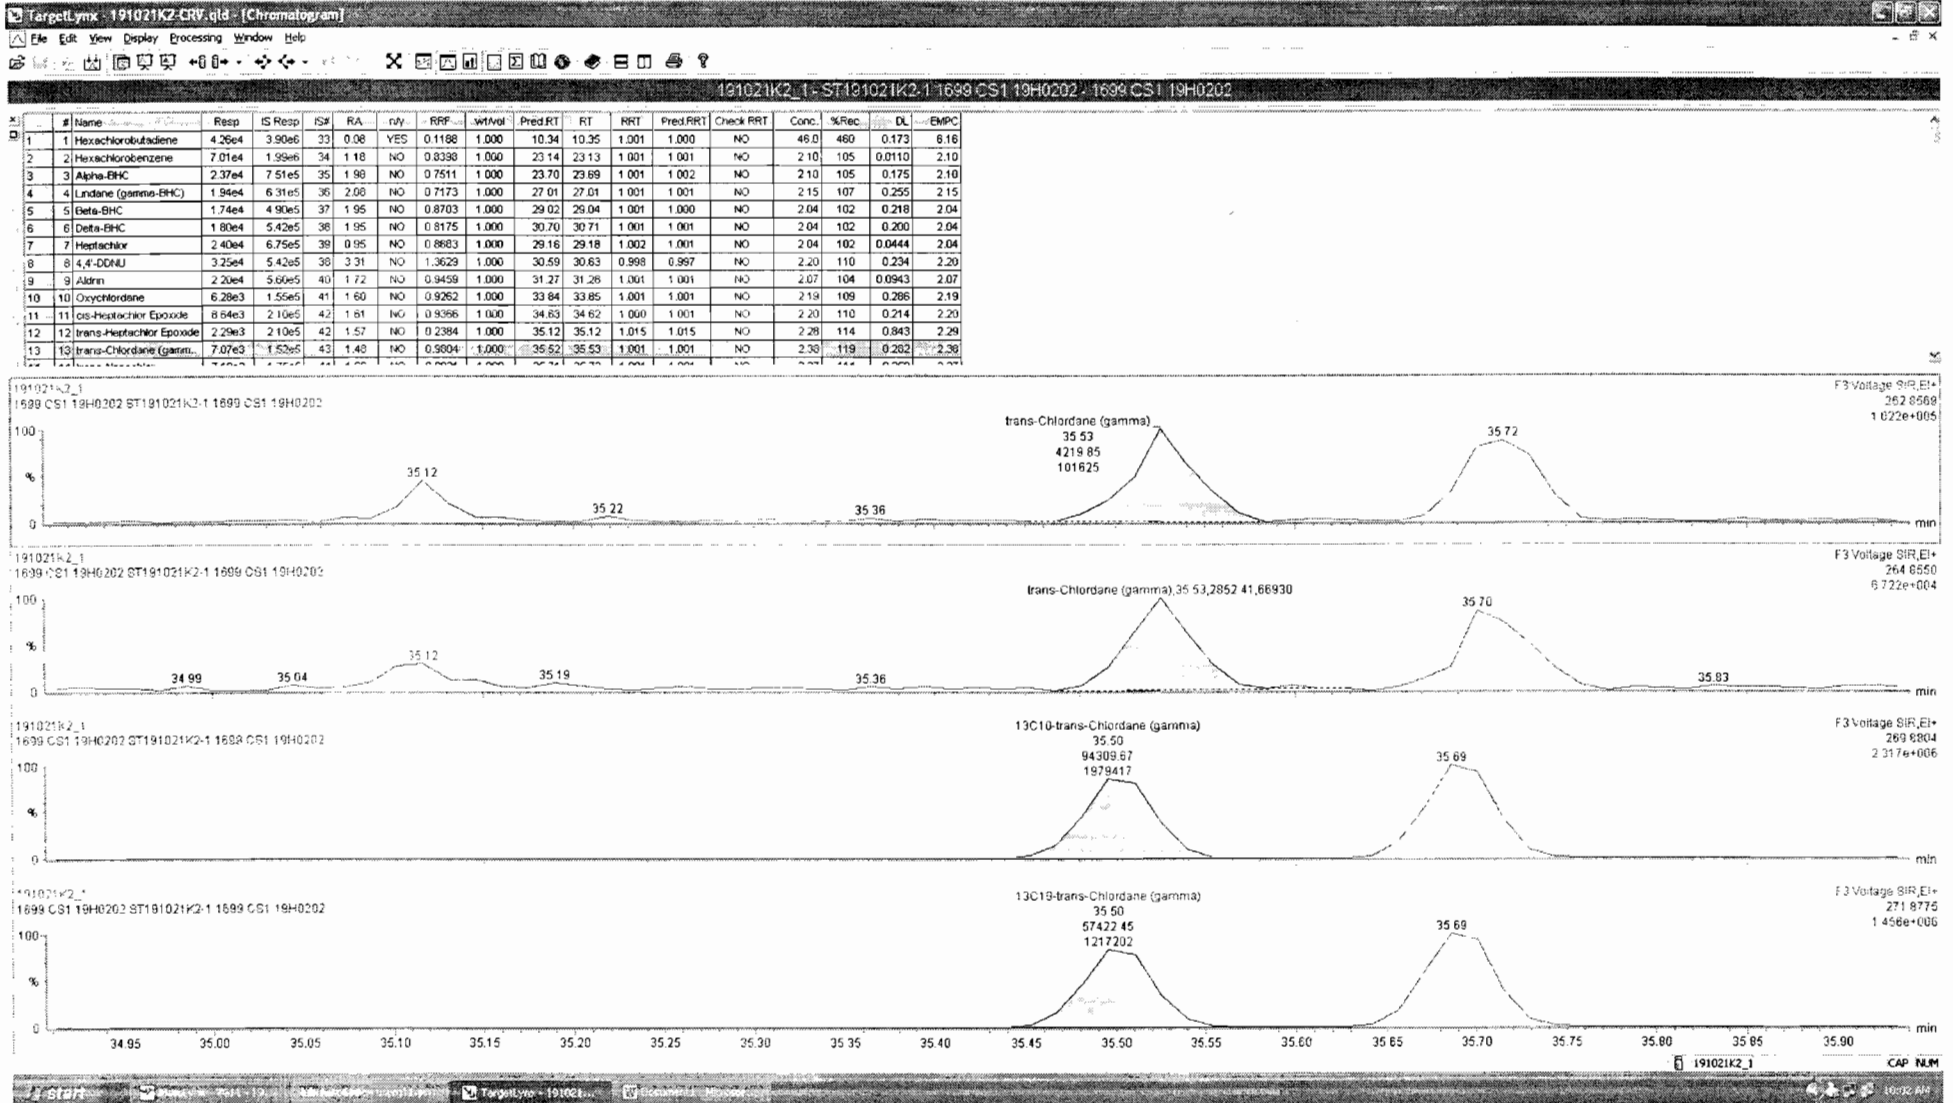 TargetLynx - 191021K2-CRV.qld - [Chromatogram]
File Edit View Display Processing Window Help
191021K2_1 - ST191021K2-1 1699 CS1 19H0202 - 1699 CS1 19H0202
# Name Resp IS Resp IS# RA n/y RRF wt/vol Pred.RT RT RRT Pred.RRT Check RRT Conc. %Rec DL EMPC
1 1 Hexachlorobutadiene 4.26e4 3.90e6 33 0.08 YES 0.1188 1.000 10.34 10.35 1.001 1.000 NO 46.0 460 0.173 6.16
2 2 Hexachlorobenzene 7.01e4 1.99e6 34 1.18 NO 0.8398 1.000 23.14 23.13 1.001 1.001 NO 2.10 105 0.0110 2.10
3 3 Alpha-BHC 2.37e4 7.51e5 35 1.98 NO 0.7511 1.000 23.70 23.69 1.001 1.002 NO 2.10 105 0.175 2.10
4 4 Lindane (gamma-BHC) 1.94e4 6.31e5 36 2.08 NO 0.7173 1.000 27.01 27.01 1.001 1.001 NO 2.15 107 0.255 2.15
5 5 Beta-BHC 1.74e4 4.90e5 37 1.95 NO 0.8703 1.000 29.02 29.04 1.001 1.000 NO 2.04 102 0.218 2.04
6 6 Delta-BHC 1.80e4 5.42e5 38 1.95 NO 0.8175 1.000 30.70 30.71 1.001 1.001 NO 2.04 102 0.200 2.04
7 7 Heptachlor 2.40e4 6.75e5 39 0.95 NO 0.8683 1.000 29.16 29.18 1.002 1.001 NO 2.04 102 0.0444 2.04
8 8 4,4'-DDNU 3.25e4 5.42e5 38 3.31 NO 1.3629 1.000 30.59 30.63 0.998 0.997 NO 2.20 110 0.234 2.20
9 9 Aldrin 2.20e4 5.60e5 40 1.72 NO 0.9459 1.000 31.27 31.26 1.001 1.001 NO 2.07 104 0.0943 2.07
10 10 Oxychlordane 6.28e3 1.55e5 41 1.60 NO 0.9262 1.000 33.84 33.85 1.001 1.001 NO 2.19 109 0.286 2.19
11 11 cis-Heptachlor Epoxide 8.64e3 2.10e5 42 1.61 NO 0.9366 1.000 34.63 34.62 1.000 1.001 NO 2.20 110 0.214 2.20
12 12 trans-Heptachlor Epoxide 2.29e3 2.10e5 42 1.57 NO 0.2384 1.000 35.12 35.12 1.015 1.015 NO 2.28 114 0.843 2.29
13 13 trans-Chlordane (gamm... 7.07e3 1.52e5 43 1.48 NO 0.9804 1.000 35.52 35.53 1.001 1.001 NO 2.38 119 0.282 2.38
191021K2_1
1699 CS1 19H0202 ST191021K2-1 1699 CS1 19H0202
F3:Voltage SIR,EI+
262.8569
1.022e+005
trans-Chlordane (gamma)
35.53
4219.85
101625
35.72
35.12
35.22
35.36
100
%
0
min
191021K2_1
1699 CS1 19H0202 ST191021K2-1 1699 CS1 19H0202
F3:Voltage SIR,EI+
264.8550
6.722e+004
trans-Chlordane (gamma),35.53,2852.41,66930
35.70
35.12
34.99
35.04
35.19
35.36
35.83
100
%
0
min
191021K2_1
1699 CS1 19H0202 ST191021K2-1 1699 CS1 19H0202
F3:Voltage SIR,EI+
269.8804
2.317e+006
13C10-trans-Chlordane (gamma)
35.50
94309.67
1979417
35.69
100
%
0
min
191021K2_1
1699 CS1 19H0202 ST191021K2-1 1699 CS1 19H0202
F3:Voltage SIR,EI+
271.8775
1.456e+006
13C19-trans-Chlordane (gamma)
35.50
57422.45
1217202
35.69
100
%
0
min
34.95 35.00 35.05 35.10 35.15 35.20 35.25 35.30 35.35 35.40 35.45 35.50 35.55 35.60 35.65 35.70 35.75 35.80 35.85 35.90
191021K2_1 CAP NUM
start
TargetLynx - 191021...
10:02 AM